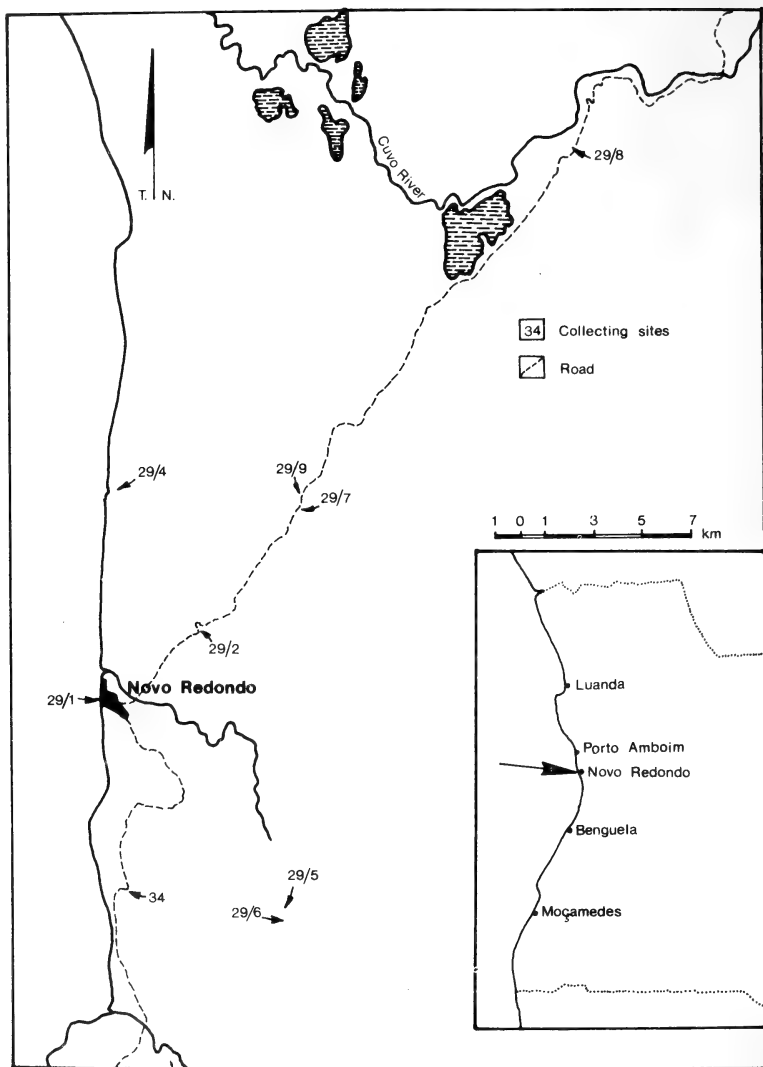 Cuvo River
29/8
T. N.
34 Collecting sites
Road
29/4
29/9
29/7
1 0 1 3 5 7
km
29/2
Novo Redondo
29/1
Luanda
Porto Amboim
Novo Redondo
Benguela
Moçamedes
29/5
34
29/6